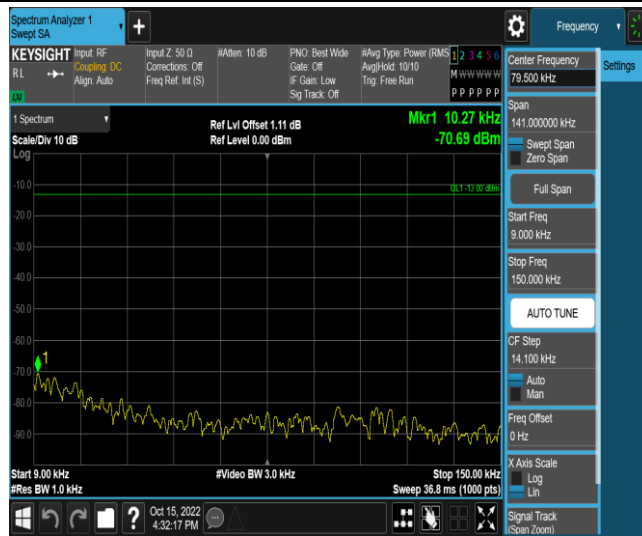 Spectrum Analyzer 1
Swept SA
Frequency
KEYSIGHT
RL
Input: RF
Coupling: DC
Align: Auto
Input Z: 50 Ω
Corrections: Off
Freq Ref: Int (S)
#Atten: 10 dB
PNO: Best Wide
Gate: Off
IF Gain: Low
Sig Track: Off
#Avg Type: Power (RMS
Avg|Hold: 10/10
Trig: Free Run
1 2 3 4 5 6
M W W W W W
P P P P P P
1 Spectrum
Scale/Div 10 dB
Log
Ref Lvl Offset 1.11 dB
Ref Level 0.00 dBm
Mkr1 10.27 kHz
-70.69 dBm
DL1 -13.00 dBm
-10.0
-20.0
-30.0
-40.0
-50.0
-60.0
-70.0
-80.0
-90.0
1
Start 9.00 kHz
#Res BW 1.0 kHz
#Video BW 3.0 kHz
Stop 150.00 kHz
Sweep 36.8 ms (1000 pts)
?
Oct 15, 2022
4:32:17 PM
Center Frequency
79.500 kHz
Settings
Span
141.000000 kHz
Swept Span
Zero Span
Full Span
Start Freq
9.000 kHz
Stop Freq
150.000 kHz
AUTO TUNE
CF Step
14.100 kHz
Auto
Man
Freq Offset
0 Hz
X Axis Scale
Log
Lin
Signal Track
(Span Zoom)